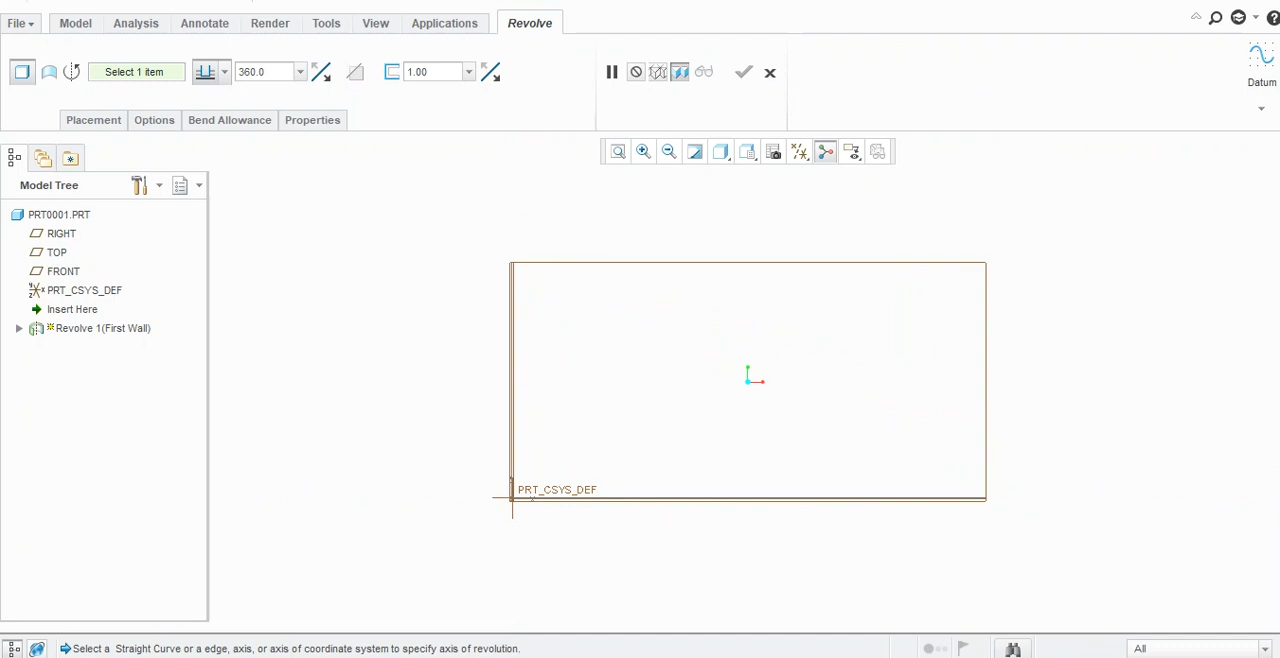 File Model Analysis Annotate Render Tools View Applications Revolve
Select 1 item 360.0 1.00
Datum
Placement Options Bend Allowance Properties
Model Tree
PRT0001.PRT
RIGHT
TOP
FRONT
PRT_CSYS_DEF
Insert Here
Revolve 1(First Wall)
PRT_CSYS_DEF
Select a Straight Curve or a edge, axis, or axis of coordinate system to specify axis of revolution.
All